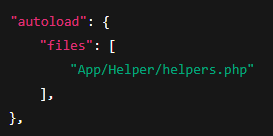 "autoload": {
"files": [
"App/Helper/helpers.php"
],
},